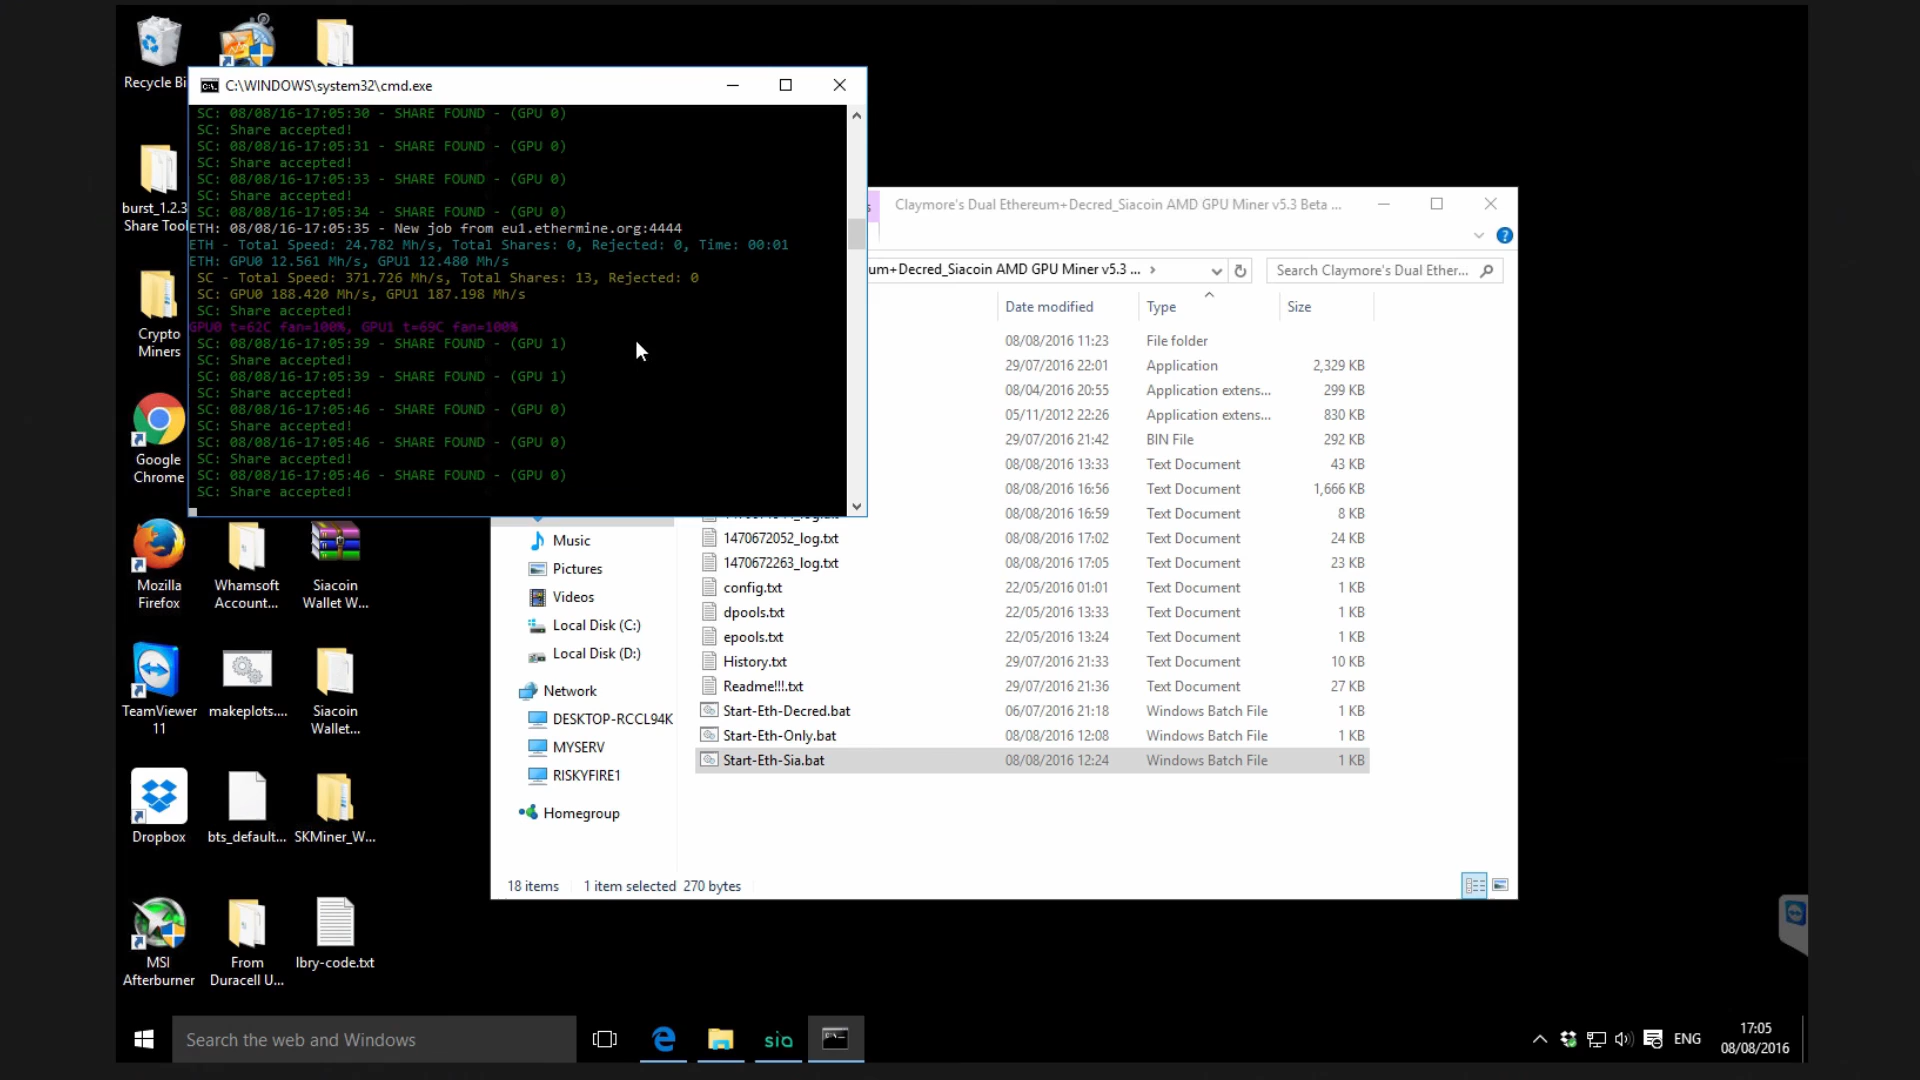 Recycle Bi
C:\WINDOWS\system32\cmd.exe
SC: 08/08/16-17:05:30 - SHARE FOUND - (GPU 0)
SC: Share accepted!
SC: 08/08/16-17:05:31 - SHARE FOUND - (GPU 0)
SC: Share accepted!
SC: 08/08/16-17:05:33 - SHARE FOUND - (GPU 0)
SC: Share accepted!
SC: 08/08/16-17:05:34 - SHARE FOUND - (GPU 0)
ETH: 08/08/16-17:05:35 - New job from eu1.ethermine.org:4444
ETH - Total Speed: 24.782 Mh/s, Total Shares: 0, Rejected: 0, Time: 00:01
ETH: GPU0 12.561 Mh/s, GPU1 12.480 Mh/s
SC - Total Speed: 371.726 Mh/s, Total Shares: 13, Rejected: 0
SC: GPU0 188.420 Mh/s, GPU1 187.198 Mh/s
SC: Share accepted!
GPU0 t=62C fan=100%, GPU1 t=69C fan=100%
SC: 08/08/16-17:05:39 - SHARE FOUND - (GPU 1)
SC: Share accepted!
SC: 08/08/16-17:05:39 - SHARE FOUND - (GPU 1)
SC: Share accepted!
SC: 08/08/16-17:05:46 - SHARE FOUND - (GPU 0)
SC: Share accepted!
SC: 08/08/16-17:05:46 - SHARE FOUND - (GPU 0)
SC: Share accepted!
SC: 08/08/16-17:05:46 - SHARE FOUND - (GPU 0)
SC: Share accepted!
burst_1.2.3
Share Tool
Crypto
Miners
Google
Chrome
Mozilla
Firefox
Whamsoft
Account...
Siacoin
Wallet W...
TeamViewer
11
makeplots....
Siacoin
Wallet...
Dropbox
bts_default...
SKMiner_W...
MSI
Afterburner
From
Duracell U...
lbry-code.txt
Claymore's Dual Ethereum+Decred_Siacoin AMD GPU Miner v5.3 Beta ...
um+Decred_Siacoin AMD GPU Miner v5.3 ...
Search Claymore's Dual Ether...
Date modified Type Size
08/08/2016 11:23 File folder
29/07/2016 22:01 Application 2,329 KB
08/04/2016 20:55 Application extens... 299 KB
05/11/2012 22:26 Application extens... 830 KB
29/07/2016 21:42 BIN File 292 KB
08/08/2016 13:33 Text Document 43 KB
08/08/2016 16:56 Text Document 1,666 KB
08/08/2016 16:59 Text Document 8 KB
1470672052_log.txt 08/08/2016 17:02 Text Document 24 KB
1470672263_log.txt 08/08/2016 17:05 Text Document 23 KB
config.txt 22/05/2016 01:01 Text Document 1 KB
dpools.txt 22/05/2016 13:33 Text Document 1 KB
epools.txt 22/05/2016 13:24 Text Document 1 KB
History.txt 29/07/2016 21:33 Text Document 10 KB
Readme!!!.txt 29/07/2016 21:36 Text Document 27 KB
Start-Eth-Decred.bat 06/07/2016 21:18 Windows Batch File 1 KB
Start-Eth-Only.bat 08/08/2016 12:08 Windows Batch File 1 KB
Start-Eth-Sia.bat 08/08/2016 12:24 Windows Batch File 1 KB
Music
Pictures
Videos
Local Disk (C:)
Local Disk (D:)
Network
DESKTOP-RCCL94K
MYSERV
RISKYFIRE1
Homegroup
18 items 1 item selected 270 bytes
Search the web and Windows
sia
ENG
17:05
08/08/2016